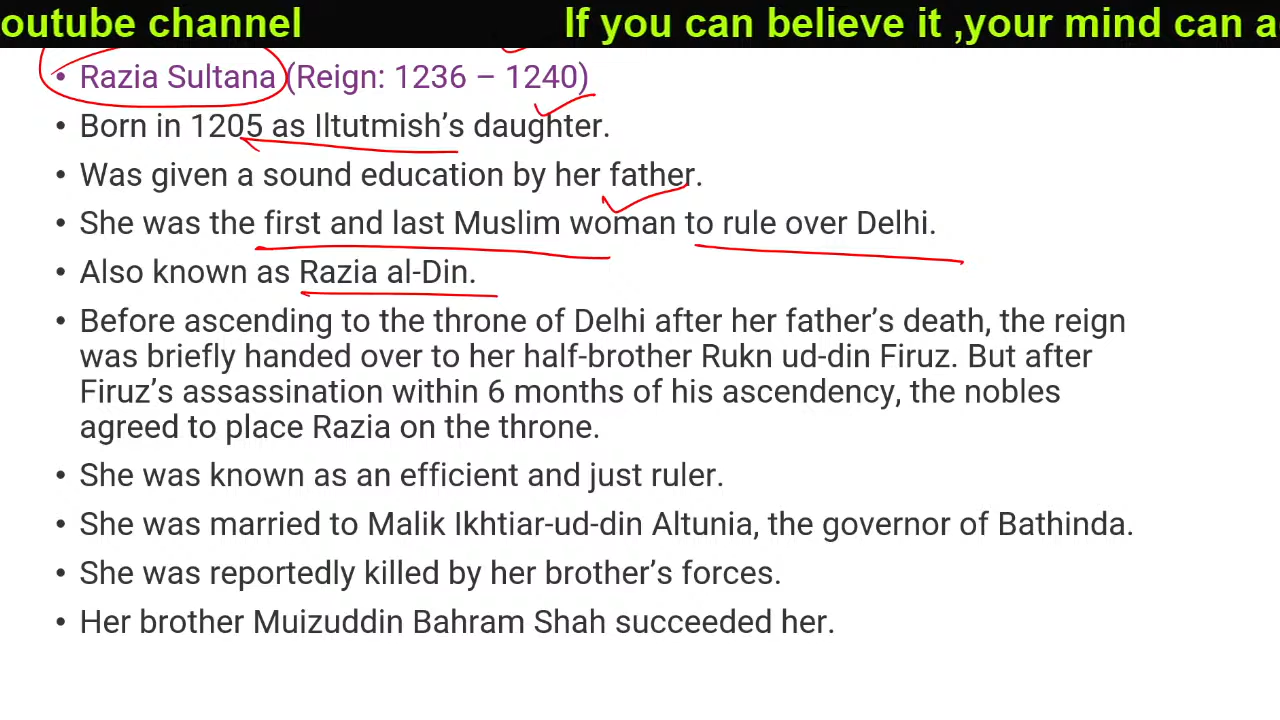 outube channel If you can believe it ,your mind can a
• Razia Sultana (Reign: 1236 – 1240)
• Born in 1205 as Iltutmish’s daughter.
• Was given a sound education by her father.
• She was the first and last Muslim woman to rule over Delhi.
• Also known as Razia al-Din.
• Before ascending to the throne of Delhi after her father’s death, the reign
was briefly handed over to her half-brother Rukn ud-din Firuz. But after
Firuz’s assassination within 6 months of his ascendency, the nobles
agreed to place Razia on the throne.
• She was known as an efficient and just ruler.
• She was married to Malik Ikhtiar-ud-din Altunia, the governor of Bathinda.
• She was reportedly killed by her brother’s forces.
• Her brother Muizuddin Bahram Shah succeeded her.